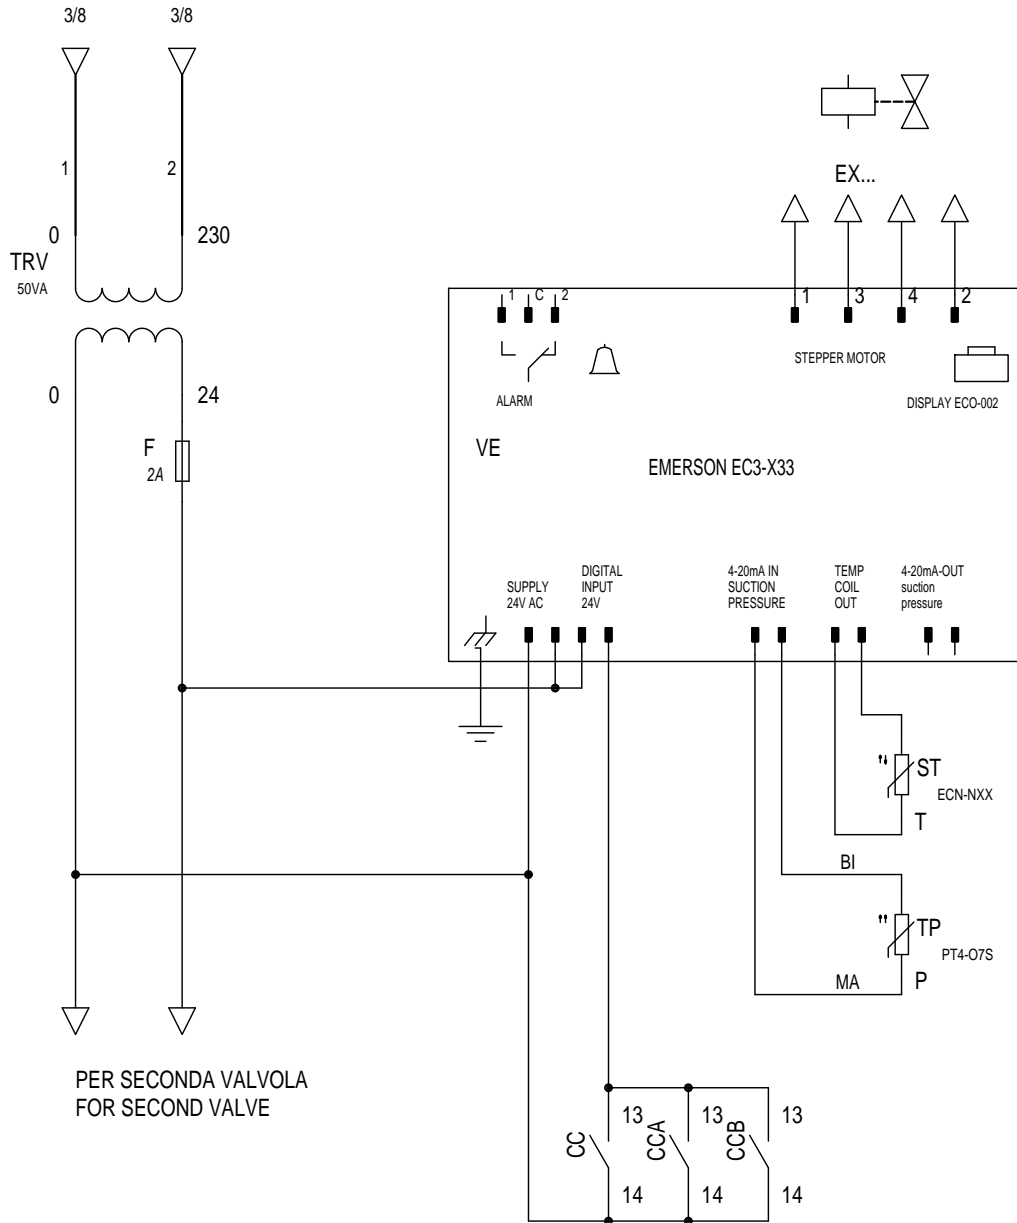 3/8 3/8
EX...
1 2
0 230
TRV
50VA
1 C 2
1 3 4 2
STEPPER MOTOR
ALARM
DISPLAY ECO-002
0 24
F
2A
VE
EMERSON EC3-X33
SUPPLY
24V AC
DIGITAL
INPUT
24V
4-20mA IN
SUCTION
PRESSURE
TEMP
COIL
OUT
4-20mA-OUT
suction
pressure
ST
ECN-NXX
T
BI
TP
PT4-O7S
MA P
PER SECONDA VALVOLA
FOR SECOND VALVE
13 13 13
CC CCA CCB
14 14 14